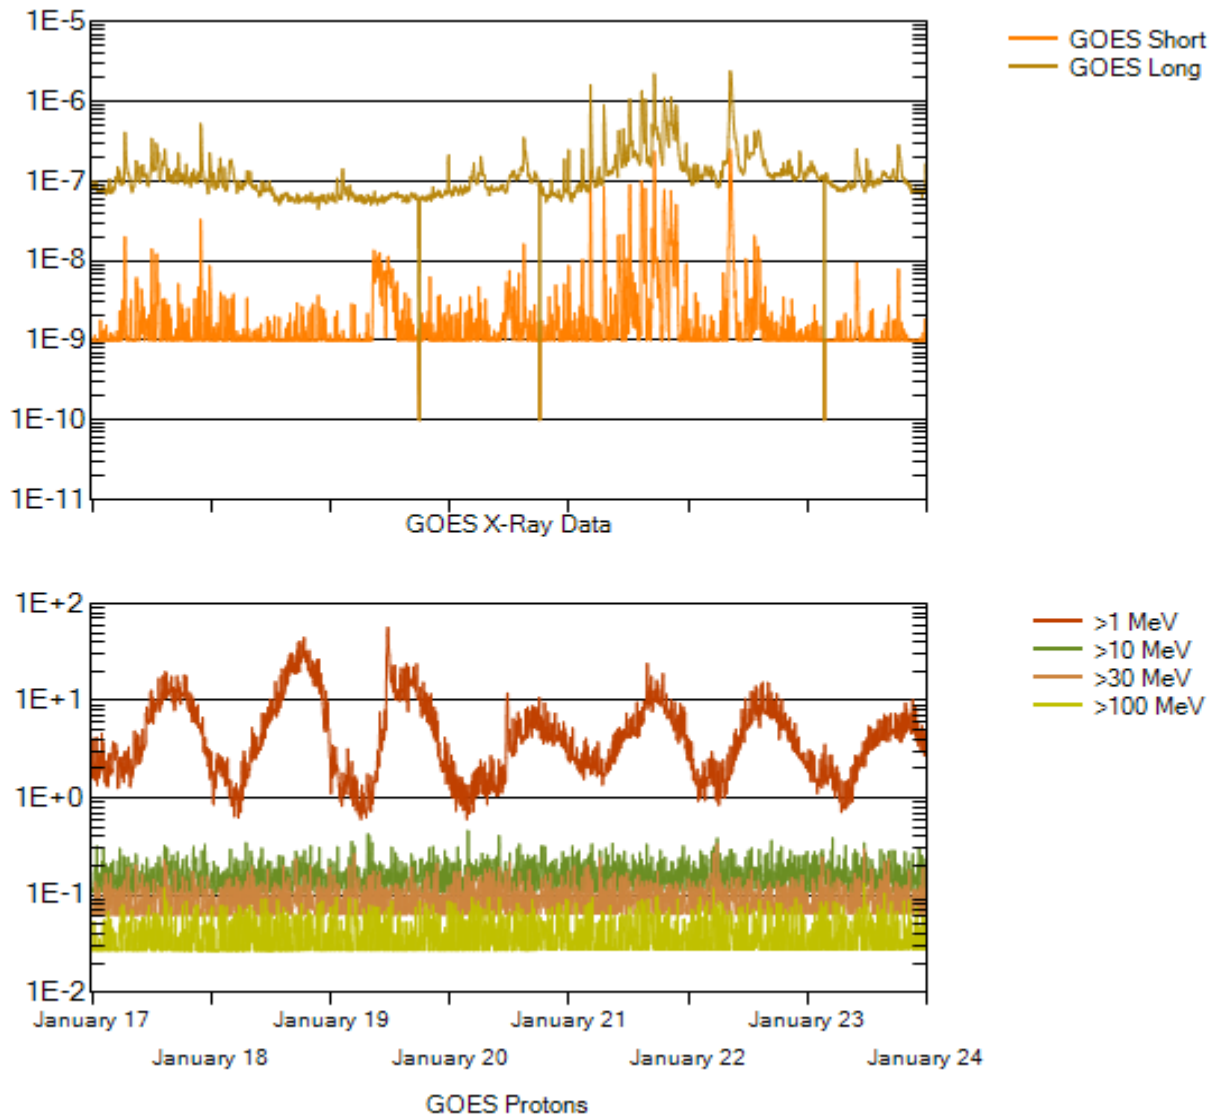 1E-5
1E-6
1E-7
1E-8
1E-9
1E-10
1E-11
GOES Short
GOES Long
GOES X-Ray Data
1E+2
1E+1
1E+0
1E-1
1E-2
>1 MeV
>10 MeV
>30 MeV
>100 MeV
January 17
January 19
January 21
January 23
January 18
January 20
January 22
January 24
GOES Protons